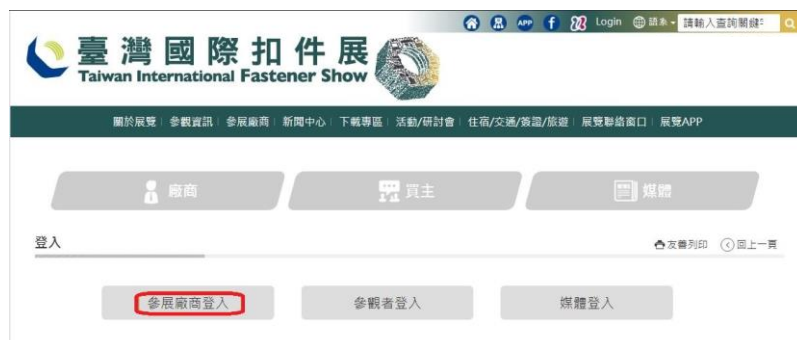 APP f Login 語系 請輸入查詢關鍵
臺灣國際扣件展
Taiwan International Fastener Show
關於展覽 | 參觀資訊 | 參展廠商 | 新聞中心 | 下載專區 | 活動/研討會 | 住宿/交通/簽證/旅遊 | 展覽聯絡窗口 | 展覽APP
廠商 買主 媒體
登入 友善列印 回上一頁
參展廠商登入 參觀者登入 媒體登入